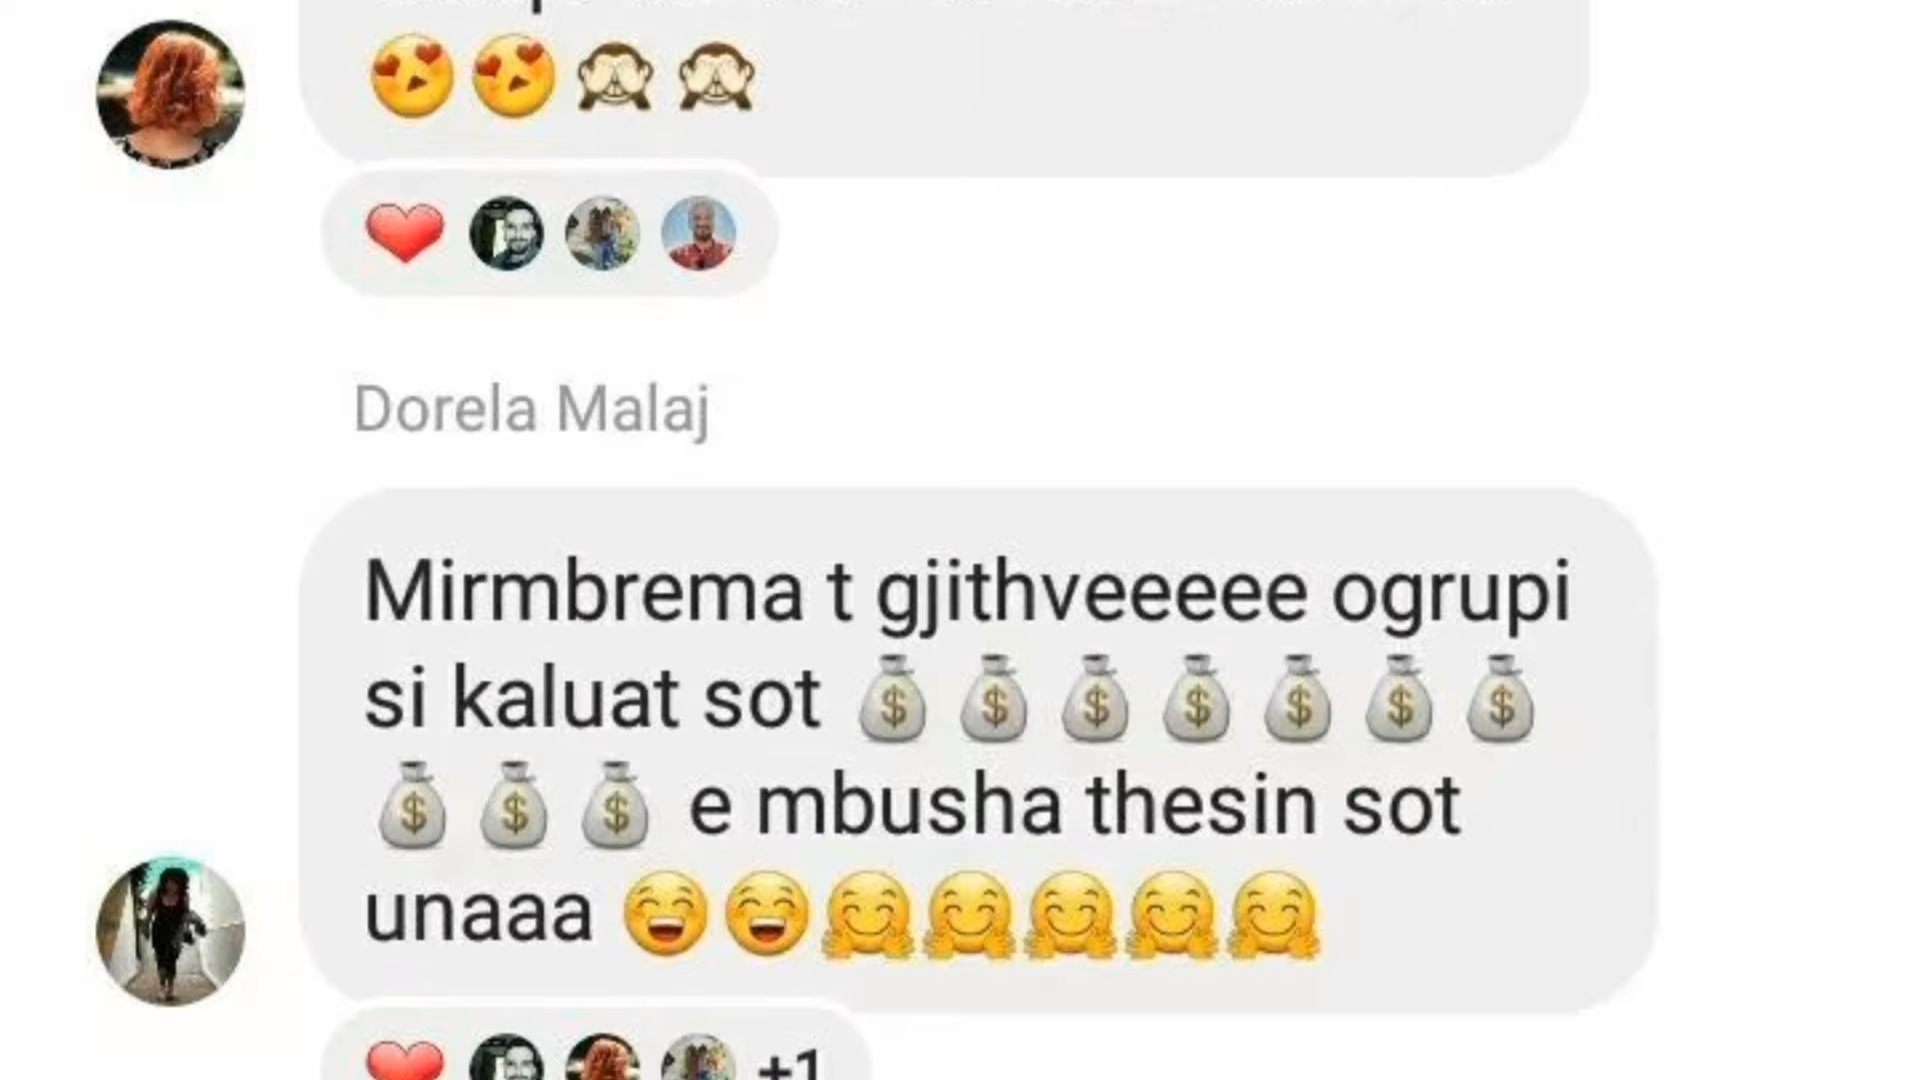 😍😍🙈🙈
Dorela Malaj
Mirmbrema t gjithveeeee ogrupi
si kaluat sot 💰💰💰💰💰💰💰
💰💰💰 e mbusha thesin sot
unaaa 😁😁🤗🤗🤗🤗🤗
+1